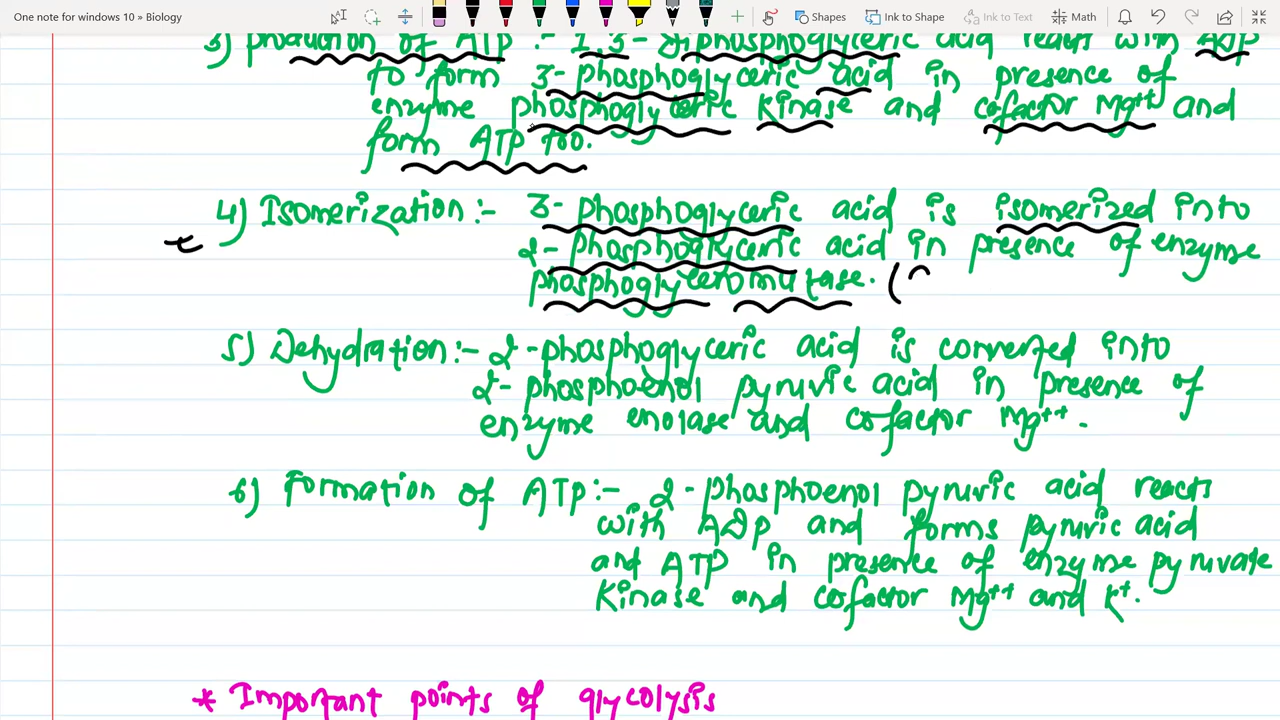 One note for windows 10 » Biology
Shapes Ink to Shape Ink to Text Math
3) production of ATP :- 1,3- diphosphoglyceric acid reacts with ADP
to form 3- phosphoglyceric acid in presence of
enzyme phosphoglyceric kinase and cofactor Mg++ and
form ATP too.
4) Isomerization :- 3- phosphoglyceric acid is isomerized into
2- phosphoglyceric acid in presence of enzyme
phosphoglyceromutase. (
5) Dehydration :- 2-phosphoglyceric acid is converted into
2- phosphoenol pyruvic acid in presence of
enzyme enolase and cofactor Mg++.
6) Formation of ATP :- 2-phosphoenol pyruvic acid reacts
with ADP and forms pyruvic acid
and ATP in presence of enzyme pyruvate
Kinase and cofactor Mg++ and K+.
* Important points of glycolysis